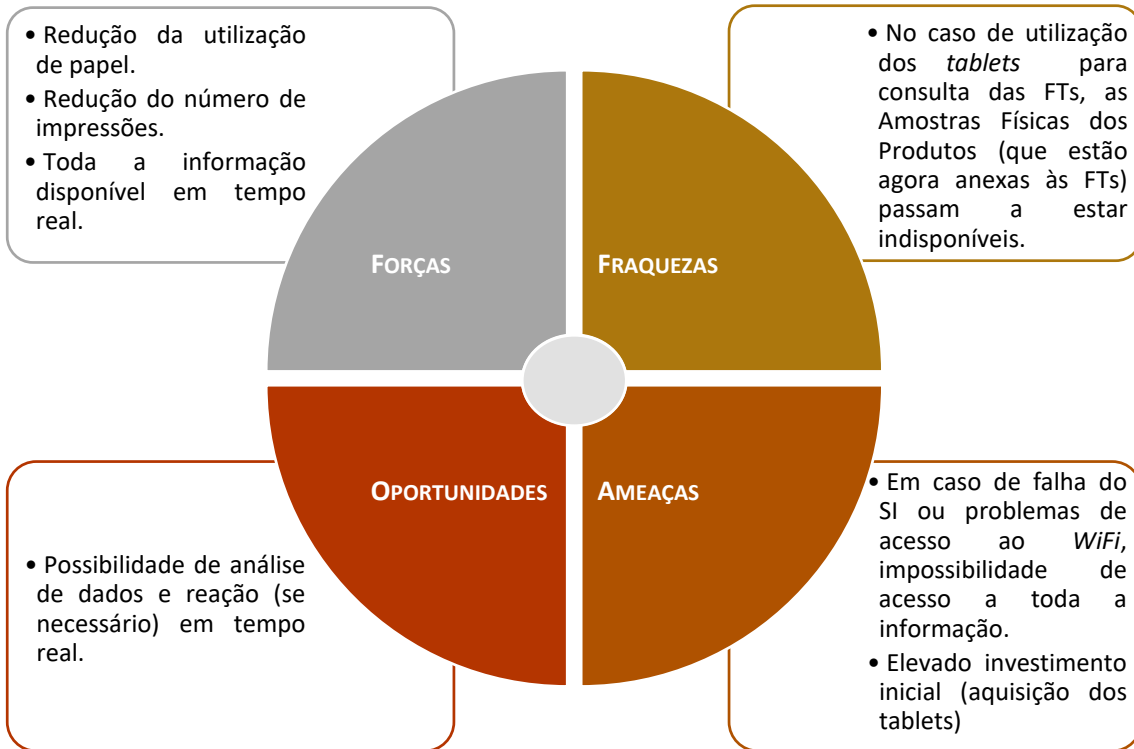 • Redução da utilização
de papel.
• Redução do número de
impressões.
• Toda a informação
disponível em tempo
real.
• No caso de utilização
dos tablets para
consulta das FTs, as
Amostras Físicas dos
Produtos (que estão
agora anexas às FTs)
passam a estar
indisponíveis.
FORÇAS
FRAQUEZAS
OPORTUNIDADES
AMEAÇAS
• Possibilidade de análise
de dados e reação (se
necessário) em tempo
real.
• Em caso de falha do
SI ou problemas de
acesso ao WiFi,
impossibilidade de
acesso a toda a
informação.
• Elevado investimento
inicial (aquisição dos
tablets)